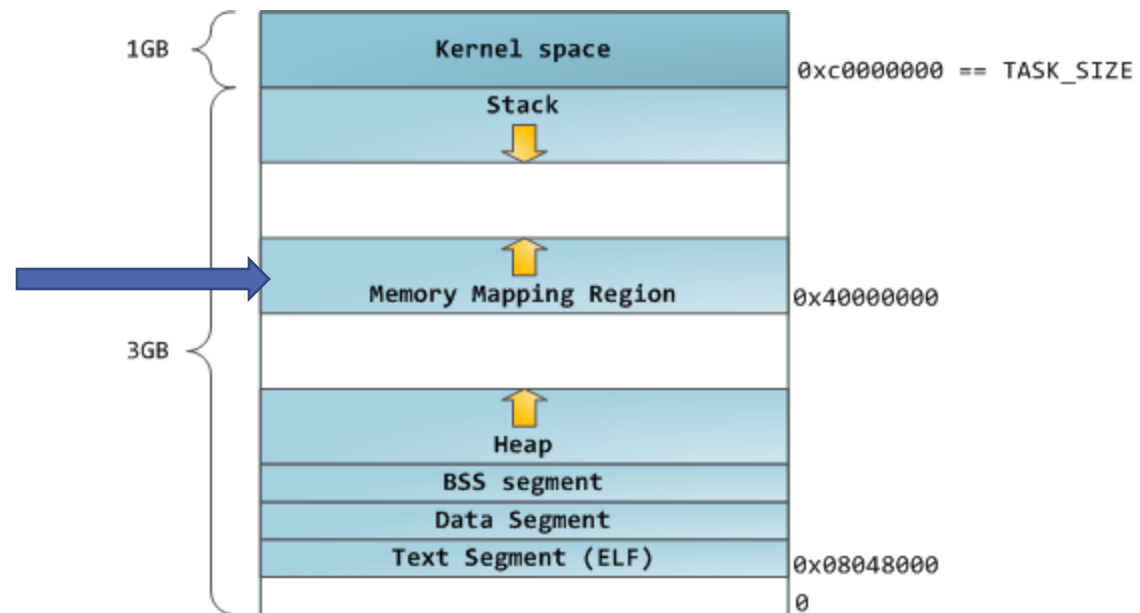 1GB
Kernel space
0xc0000000 == TASK_SIZE
Stack
Memory Mapping Region
0x40000000
3GB
Heap
BSS segment
Data Segment
Text Segment (ELF)
0x08048000
0